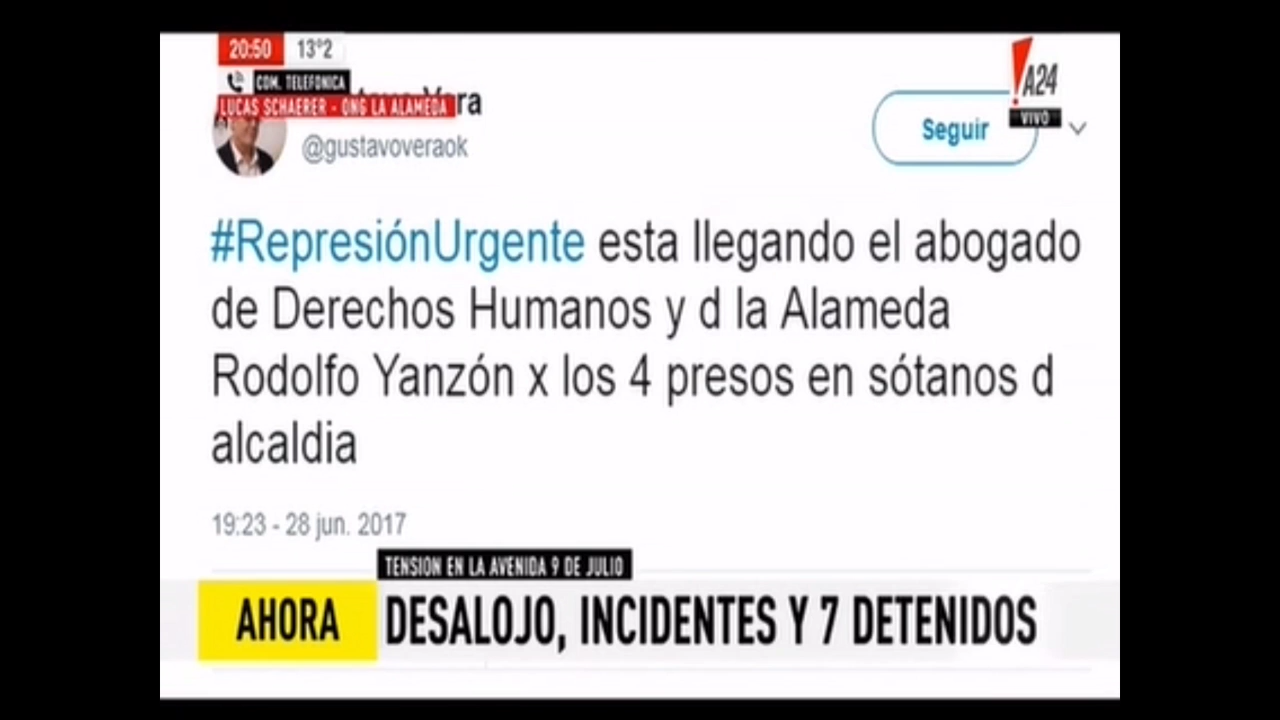 20:50 13°2
COM. TELEFONICA
LUCAS SCHAERER - ONG LA ALAMEDA
@gustavoveraok
Seguir
A24
VIVO
#RepresiónUrgente esta llegando el abogado
de Derechos Humanos y d la Alameda
Rodolfo Yanzón x los 4 presos en sótanos d
alcaldia
19:23 - 28 jun. 2017
TENSION EN LA AVENIDA 9 DE JULIO
AHORA DESALOJO, INCIDENTES Y 7 DETENIDOS